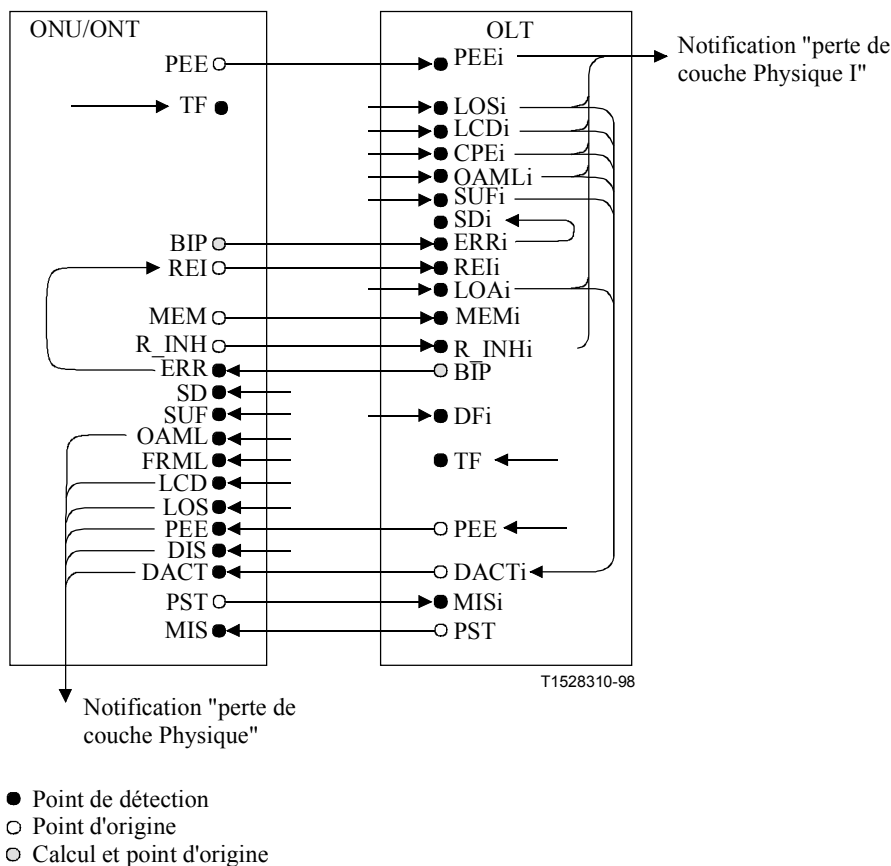 ONU/ONT
OLT
PEE
PEEi
Notification "perte de
couche Physique I"
TF
LOSi
LCDi
CPEi
OAMLi
SUFi
SDi
BIP
ERRi
REI
REIi
LOAi
MEM
MEMi
R_INH
R_INHi
ERR
BIP
SD
SUF
DFi
OAML
FRML
TF
LCD
LOS
PEE
PEE
DIS
DACT
DACTi
PST
MISi
MIS
PST
T1528310-98
Notification "perte de
couche Physique"
Point de détection
Point d'origine
Calcul et point d'origine